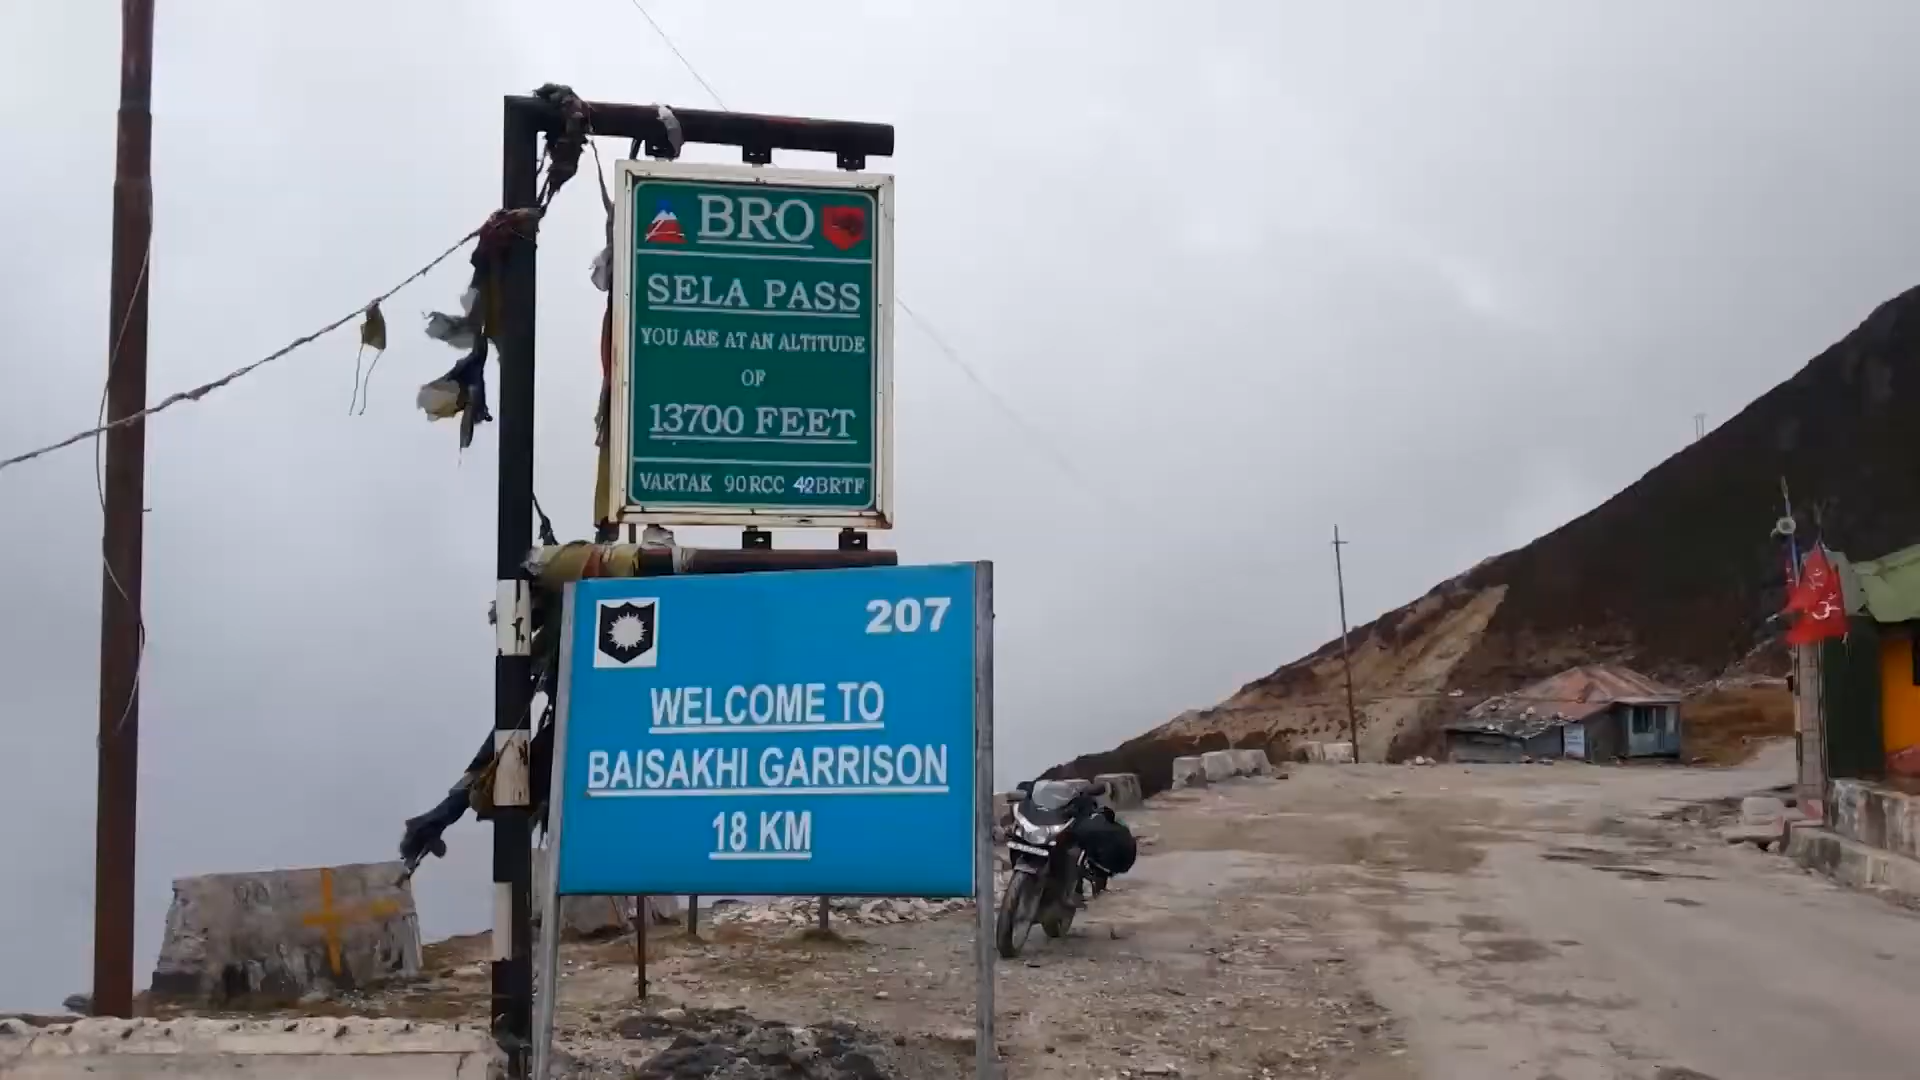 BRO
SELA PASS
YOU ARE AT AN ALTITUDE
OF
13700 FEET
VARTAK 90RCC 42BRTF
207
WELCOME TO
BAISAKHI GARRISON
18 KM